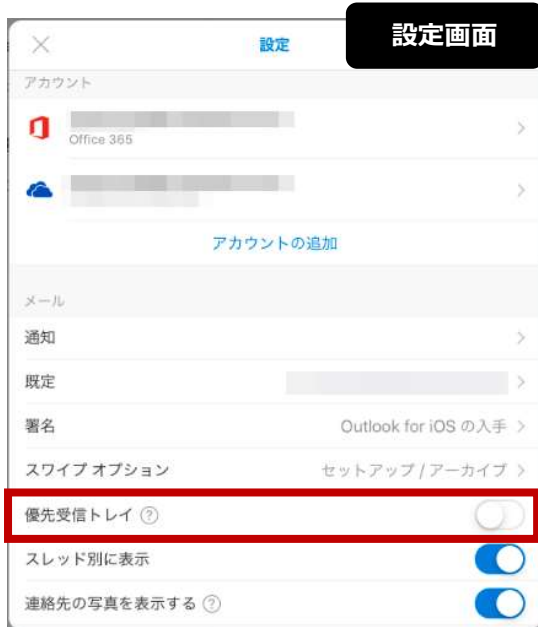 設定画面
設定
アカウント
Office 365
アカウントの追加
メール
通知
既定
署名 Outlook for iOS の入手
スワイプ オプション セットアップ / アーカイブ
優先受信トレイ ?
スレッド別に表示
連絡先の写真を表示する ?